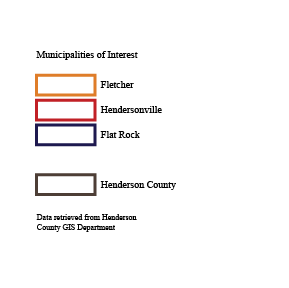 Municipalities of Interest
Fletcher
Hendersonville
Flat Rock
Henderson County
Data retrieved from Henderson
County GIS Department